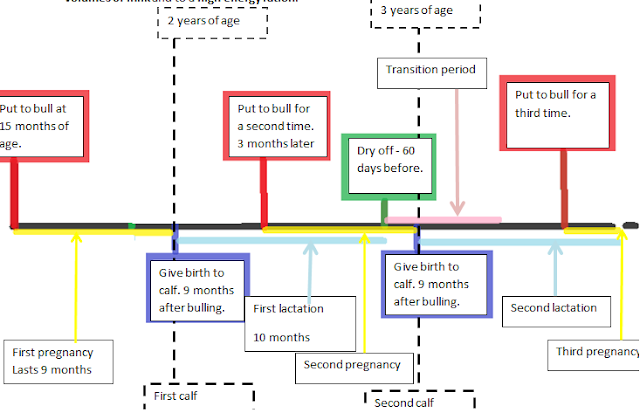 2 years of age
3 years of age
Transition period
Put to bull at
15 months of
age.
Put to bull for
a second time.
3 months later
Dry off - 60
days before.
Put to bull for a
third time.
Give birth to
calf. 9 months
after bulling.
Give birth to
calf. 9 months
after bulling.
First lactation
10 months
Second lactation
First pregnancy
Lasts 9 months
Second pregnancy
Third pregnancy
First calf
Second calf